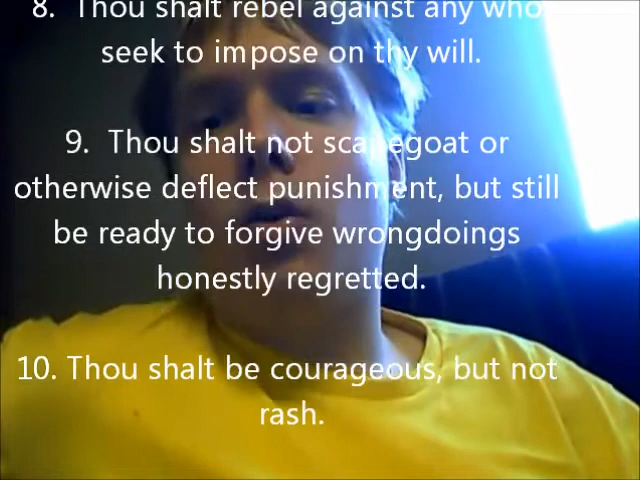 8.  Thou shalt rebel against any who
seek to impose on thy will.
9.  Thou shalt not scapegoat or
otherwise deflect punishment, but still
be ready to forgive wrongdoings
honestly regretted.
10. Thou shalt be courageous, but not
rash.